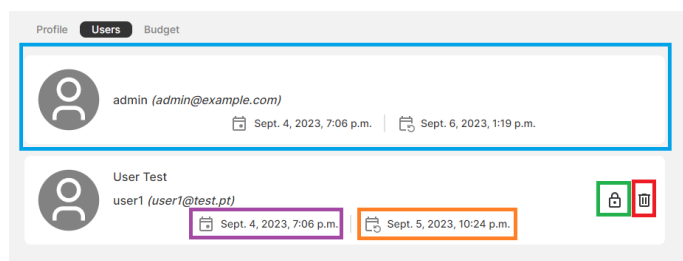 Profile Users Budget
admin (admin@example.com)
Sept. 4, 2023, 7:06 p.m. Sept. 6, 2023, 1:19 p.m.
User Test
user1 (user1@test.pt)
Sept. 4, 2023, 7:06 p.m. Sept. 5, 2023, 10:24 p.m.